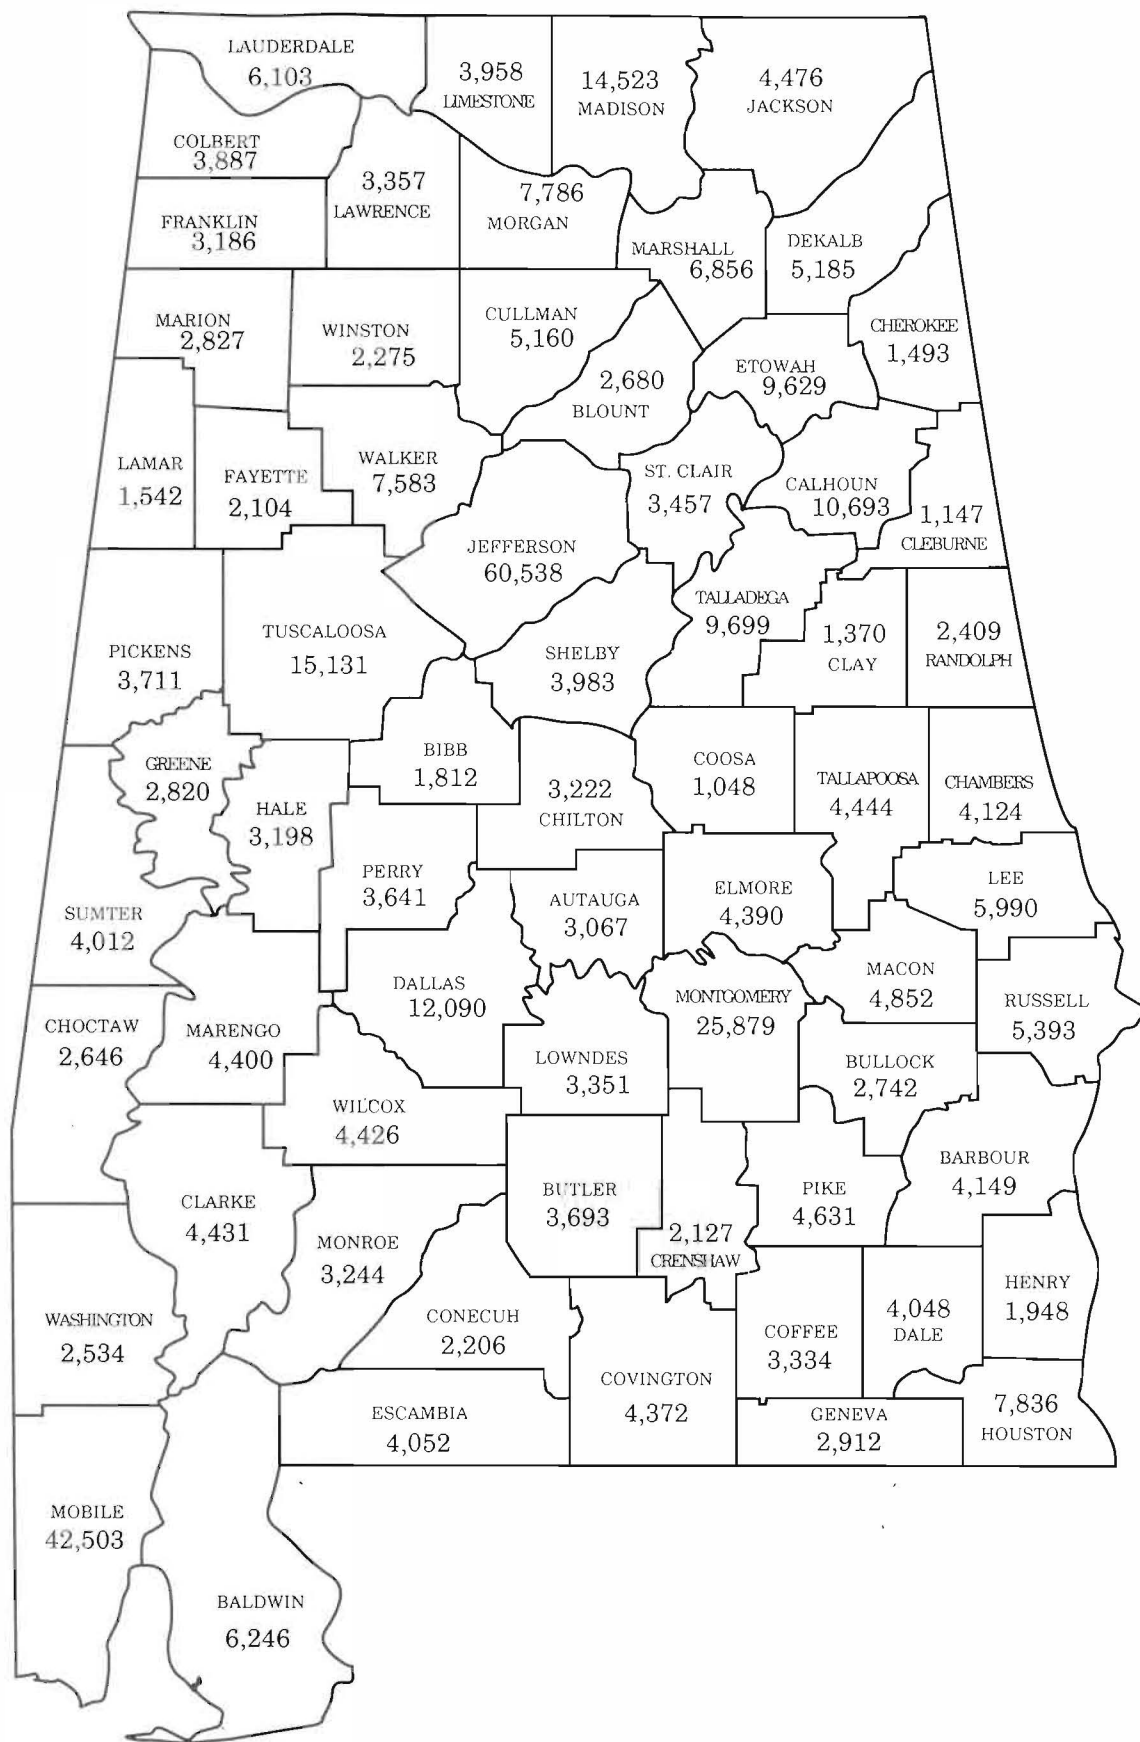 LAUDERDALE
6,103
3,958
LIMESTONE
14,523
MADISON
4,476
JACKSON
COLBERT
3,887
3,357
LAWRENCE
7,786
MORGAN
FRANKLIN
3,186
MARSHALL
6,856
DEKALB
5,185
MARION
2,827
WINSTON
2,275
CULLMAN
5,160
CHEROKEE
1,493
2,680
BLOUNT
ETOWAH
9,629
LAMAR
1,542
FAYETTE
2,104
WALKER
7,583
ST. CLAIR
3,457
CALHOUN
10,693
1,147
CLEBURNE
JEFFERSON
60,538
TALLADEGA
9,699
1,370
CLAY
2,409
RANDOLPH
PICKENS
3,711
TUSCALOOSA
15,131
SHELBY
3,983
GREENE
2,820
HALE
3,198
BIBB
1,812
3,222
CHILTON
COOSA
1,048
TALLAPOOSA
4,444
CHAMBERS
4,124
PERRY
3,641
AUTAUGA
3,067
ELMORE
4,390
LEE
5,990
SUMTER
4,012
DALLAS
12,090
MONTGOMERY
25,879
MACON
4,852
RUSSELL
5,393
CHOCTAW
2,646
MARENGO
4,400
LOWNDES
3,351
BULLOCK
2,742
WILCOX
4,426
BARBOUR
4,149
CLARKE
4,431
MONROE
3,244
BUTLER
3,693
2,127
CRENSHAW
PIKE
4,631
HENRY
1,948
WASHINGTON
2,534
CONECUH
2,206
COFFEE
3,334
4,048
DALE
COVINGTON
4,372
ESCAMBIA
4,052
GENEVA
2,912
7,836
HOUSTON
MOBILE
42,503
BALDWIN
6,246